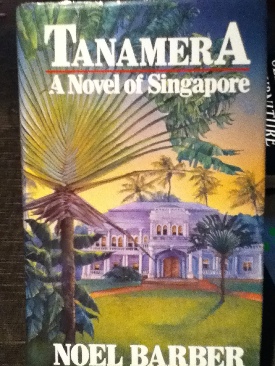 TANAMERA
A Novel of Singapore
NOEL BARBER